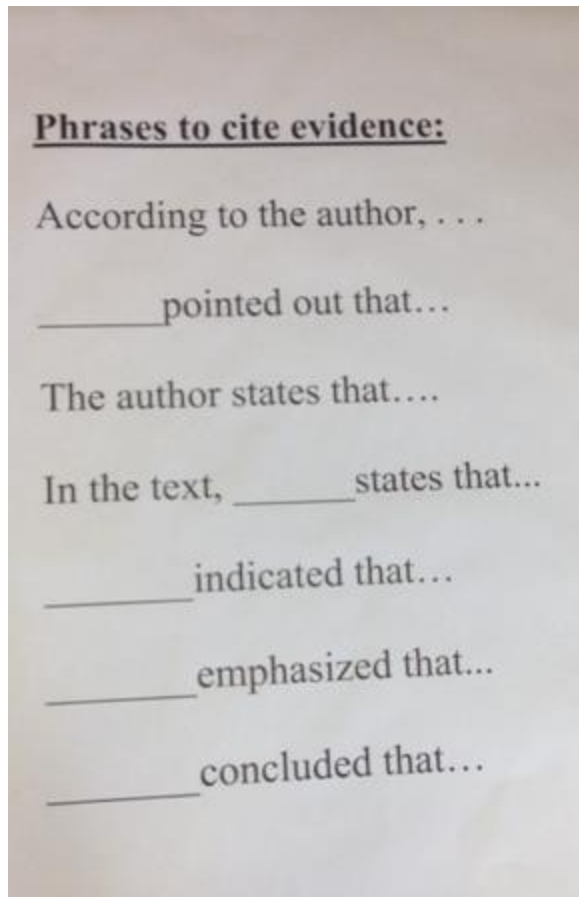 Phrases to cite evidence:
According to the author, . . .
_______pointed out that…
The author states that….
In the text, _______states that...
________indicated that…
________emphasized that...
________concluded that…